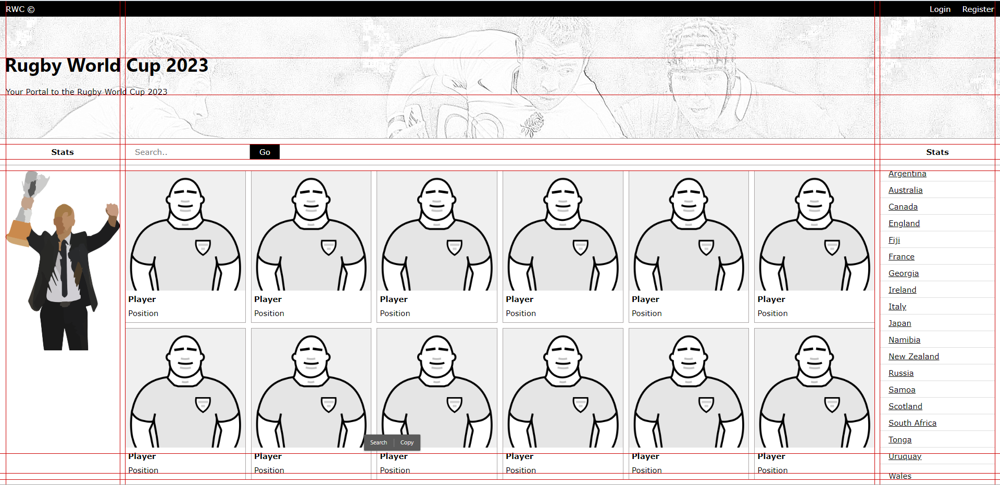 RWC © Login Register
Rugby World Cup 2023
Your Portal to the Rugby World Cup 2023
Stats Search.. Go Stats
Argentina
Australia
Canada
England
Fiji
France
Georgia
Ireland
Player Player Player Player Player Player
Italy
Position Position Position Position Position Position
Japan
Namibia
New Zealand
Russia
Samoa
Scotland
South Africa
Tonga
Search Copy
Player Player Player Player Player Player Uruquay
Position Position Position Position Position Position
Wales